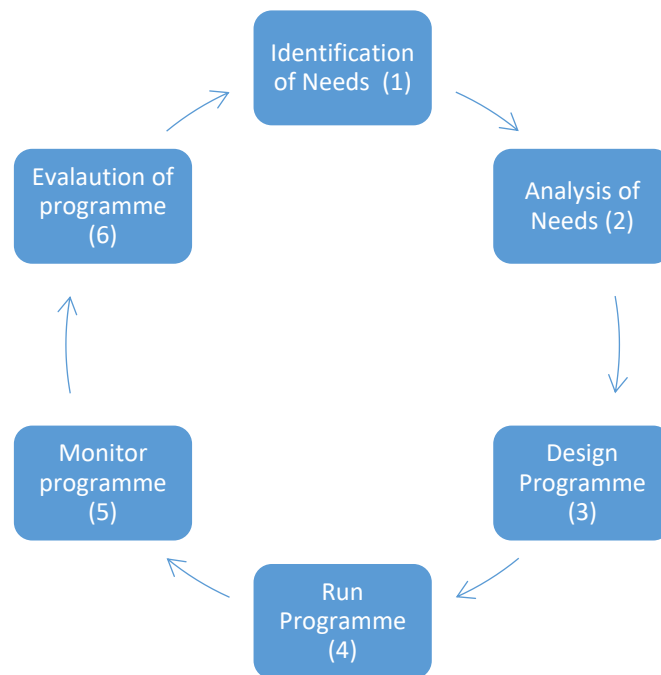 Identification
of Needs (1)
Analysis of
Needs (2)
Design
Programme
(3)
Run
Programme
(4)
Monitor
programme
(5)
Evalaution of
programme
(6)